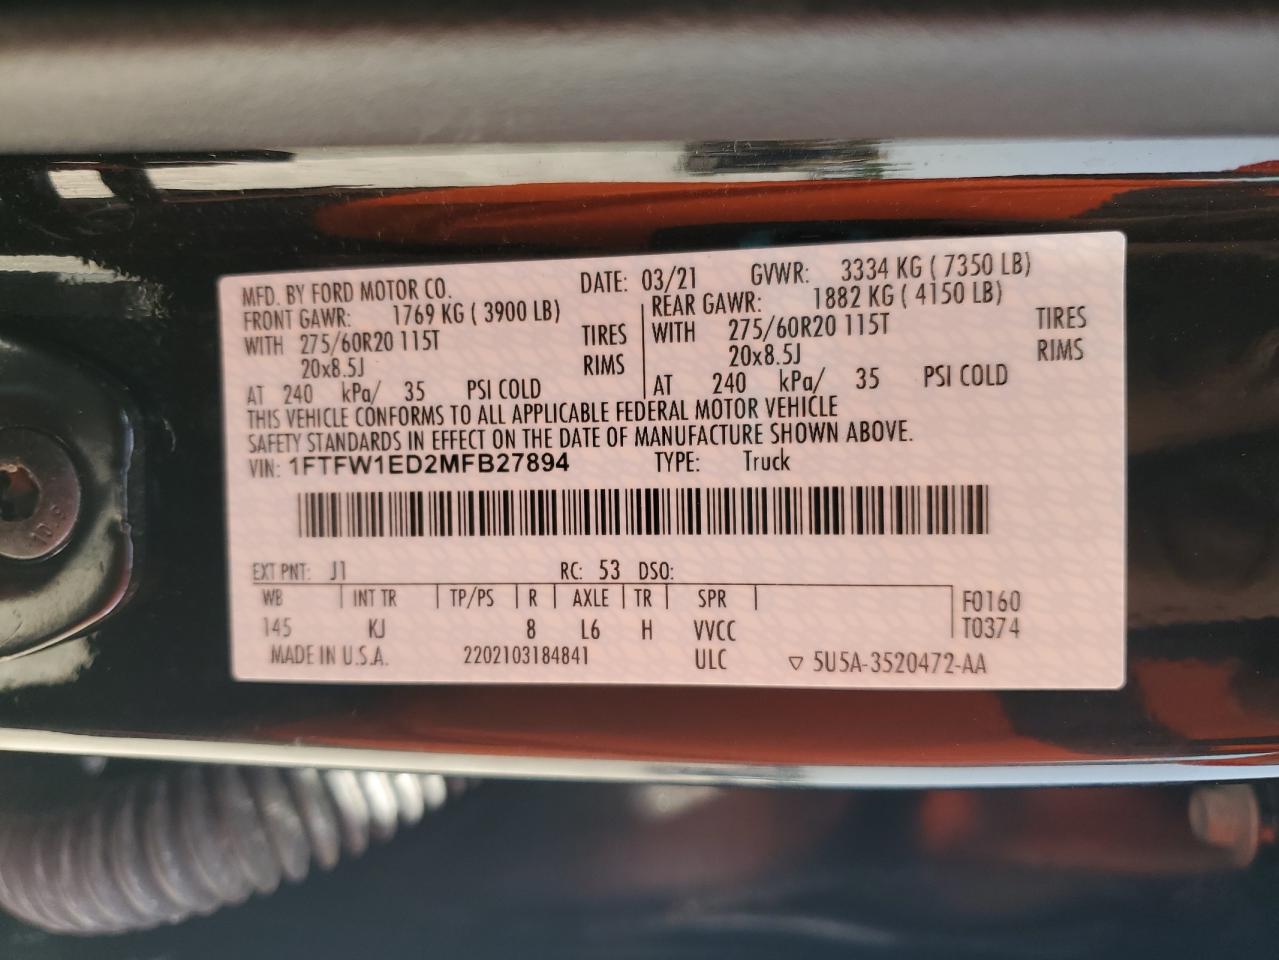 MFD. BY FORD MOTOR CO. DATE: 03/21 GVWR: 3334 KG ( 7350 LB)
FRONT GAWR: 1769 KG ( 3900 LB) REAR GAWR: 1882 KG ( 4150 LB)
WITH 275/60R20 115T TIRES WITH 275/60R20 115T TIRES
20x8.5J RIMS 20x8.5J RIMS
AT 240 kPa/ 35 PSI COLD AT 240 kPa/ 35 PSI COLD
THIS VEHICLE CONFORMS TO ALL APPLICABLE FEDERAL MOTOR VEHICLE
SAFETY STANDARDS IN EFFECT ON THE DATE OF MANUFACTURE SHOWN ABOVE.
VIN: 1FTFW1ED2MFB27894 TYPE: Truck
EXT PNT: J1 RC: 53 DSO:
WB INT TR TP/PS R AXLE TR SPR F0160
145 KJ 8 L6 H VVCC T0374
MADE IN U.S.A. 2202103184841 ULC ▽ 5U5A-3520472-AA